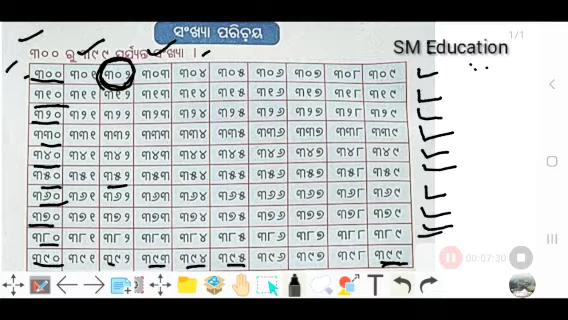 ସଂଖ୍ୟା ପରିଚୟ
1/1
୩୦୦ ରୁ ୩୯୯ ପର୍ଯ୍ୟନ୍ତ ସଂଖ୍ୟା ।
SM Education
୩୦୦ ୩୦୧ ୩୦୨ ୩୦୩ ୩୦୪ ୩୦୫ ୩୦୬ ୩୦୭ ୩୦୮ ୩୦୯
୩୧୦ ୩୧୧ ୩୧୨ ୩୧୩ ୩୧୪ ୩୧୫ ୩୧୬ ୩୧୭ ୩୧୮ ୩୧୯
୩୨୦ ୩୨୧ ୩୨୨ ୩୨୩ ୩୨୪ ୩୨୫ ୩୨୬ ୩୨୭ ୩୨୮ ୩୨୯
୩୩୦ ୩୩୧ ୩୩୨ ୩୩୩ ୩୩୪ ୩୩୫ ୩୩୬ ୩୩୭ ୩୩୮ ୩୩୯
୩୪୦ ୩୪୧ ୩୪୨ ୩୪୩ ୩୪୪ ୩୪୫ ୩୪୬ ୩୪୭ ୩୪୮ ୩୪୯
୩୫୦ ୩୫୧ ୩୫୨ ୩୫୩ ୩୫୪ ୩୫୫ ୩୫୬ ୩୫୭ ୩୫୮ ୩୫୯
୩୬୦ ୩୬୧ ୩୬୨ ୩୬୩ ୩୬୪ ୩୬୫ ୩୬୬ ୩୬୭ ୩୬୮ ୩୬୯
୩୭୦ ୩୭୧ ୩୭୨ ୩୭୩ ୩୭୪ ୩୭୫ ୩୭୬ ୩୭୭ ୩୭୮ ୩୭୯
୩୮୦ ୩୮୧ ୩୮୨ ୩୮୩ ୩୮୪ ୩୮୫ ୩୮୬ ୩୮୭ ୩୮୮ ୩୮୯
୩୯୦ ୩୯୧ ୩୯୨ ୩୯୩ ୩୯୪ ୩୯୫ ୩୯୬ ୩୯୭ ୩୯୮ ୩୯୯
00:07:30